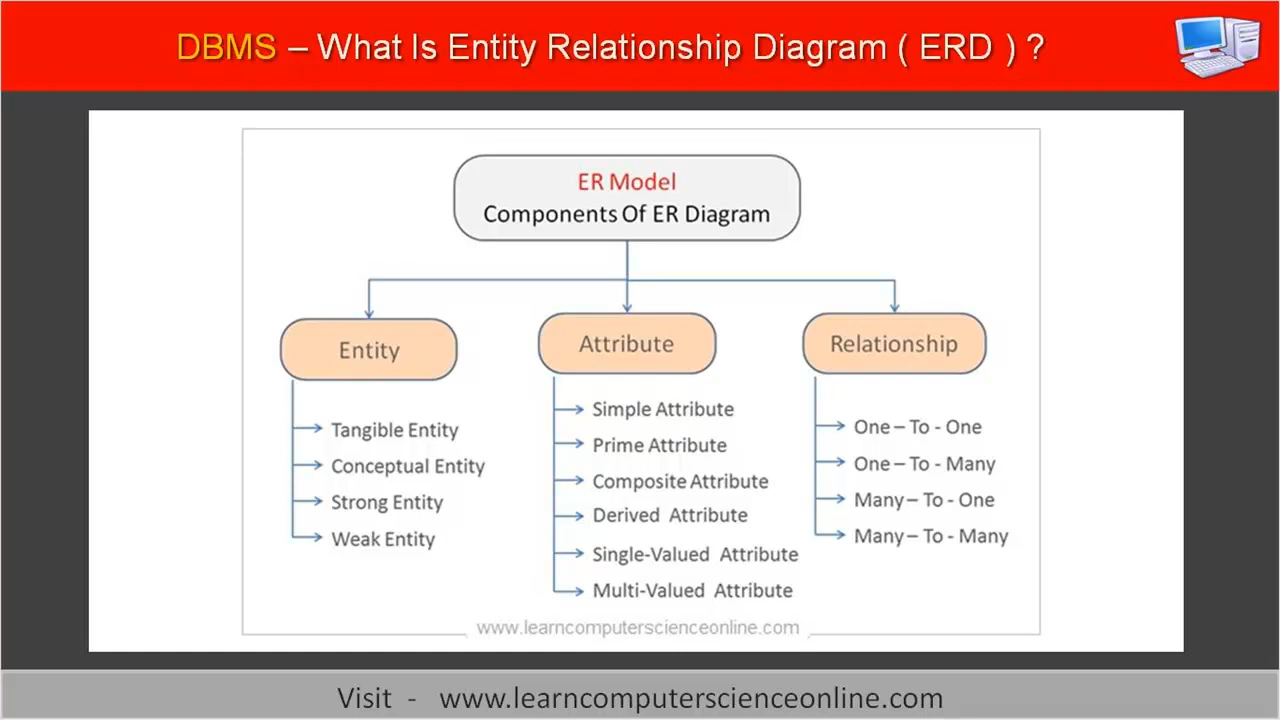 DBMS – What Is Entity Relationship Diagram ( ERD ) ?
ER Model
Components Of ER Diagram
Entity
Tangible Entity
Conceptual Entity
Strong Entity
Weak Entity
Attribute
Simple Attribute
Prime Attribute
Composite Attribute
Derived Attribute
Single-Valued Attribute
Multi-Valued Attribute
Relationship
One – To - One
One – To - Many
Many – To - One
Many – To - Many
www.learncomputerscienceonline.com
Visit - www.learncomputerscienceonline.com